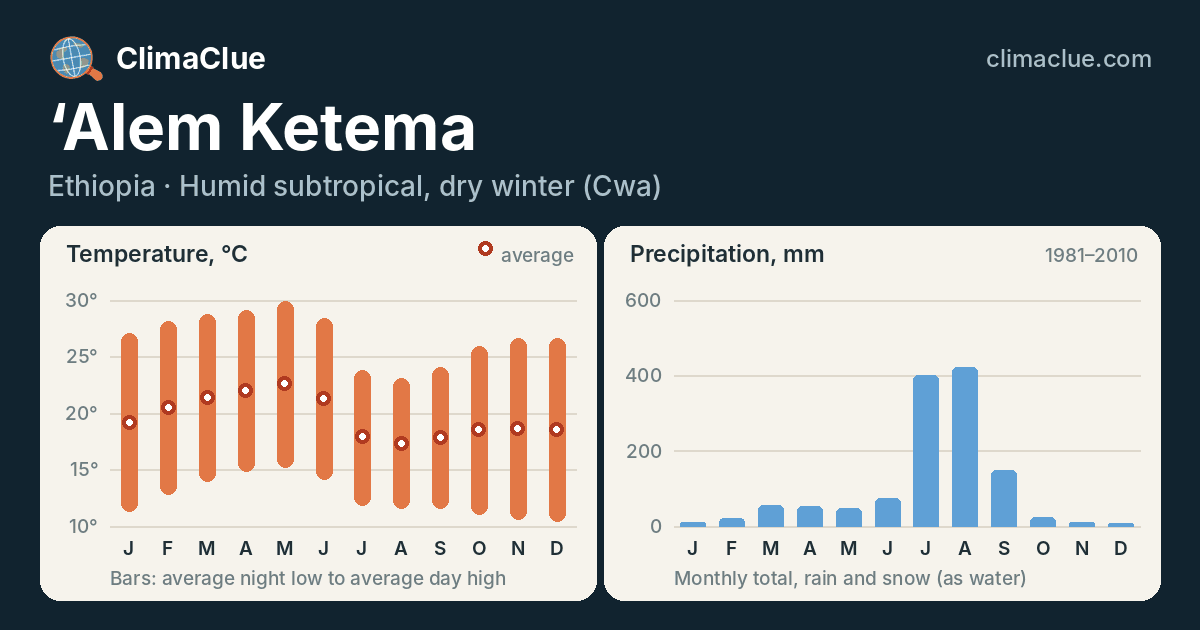 ClimaClue
climaclue.com
‘Alem Ketema
Ethiopia · Humid subtropical, dry winter (Cwa)
Temperature, °C
average
30°
25°
20°
15°
10°
J F M A M J J A S O N D
Bars: average night low to average day high
Precipitation, mm
1981–2010
600
400
200
0
J F M A M J J A S O N D
Monthly total, rain and snow (as water)